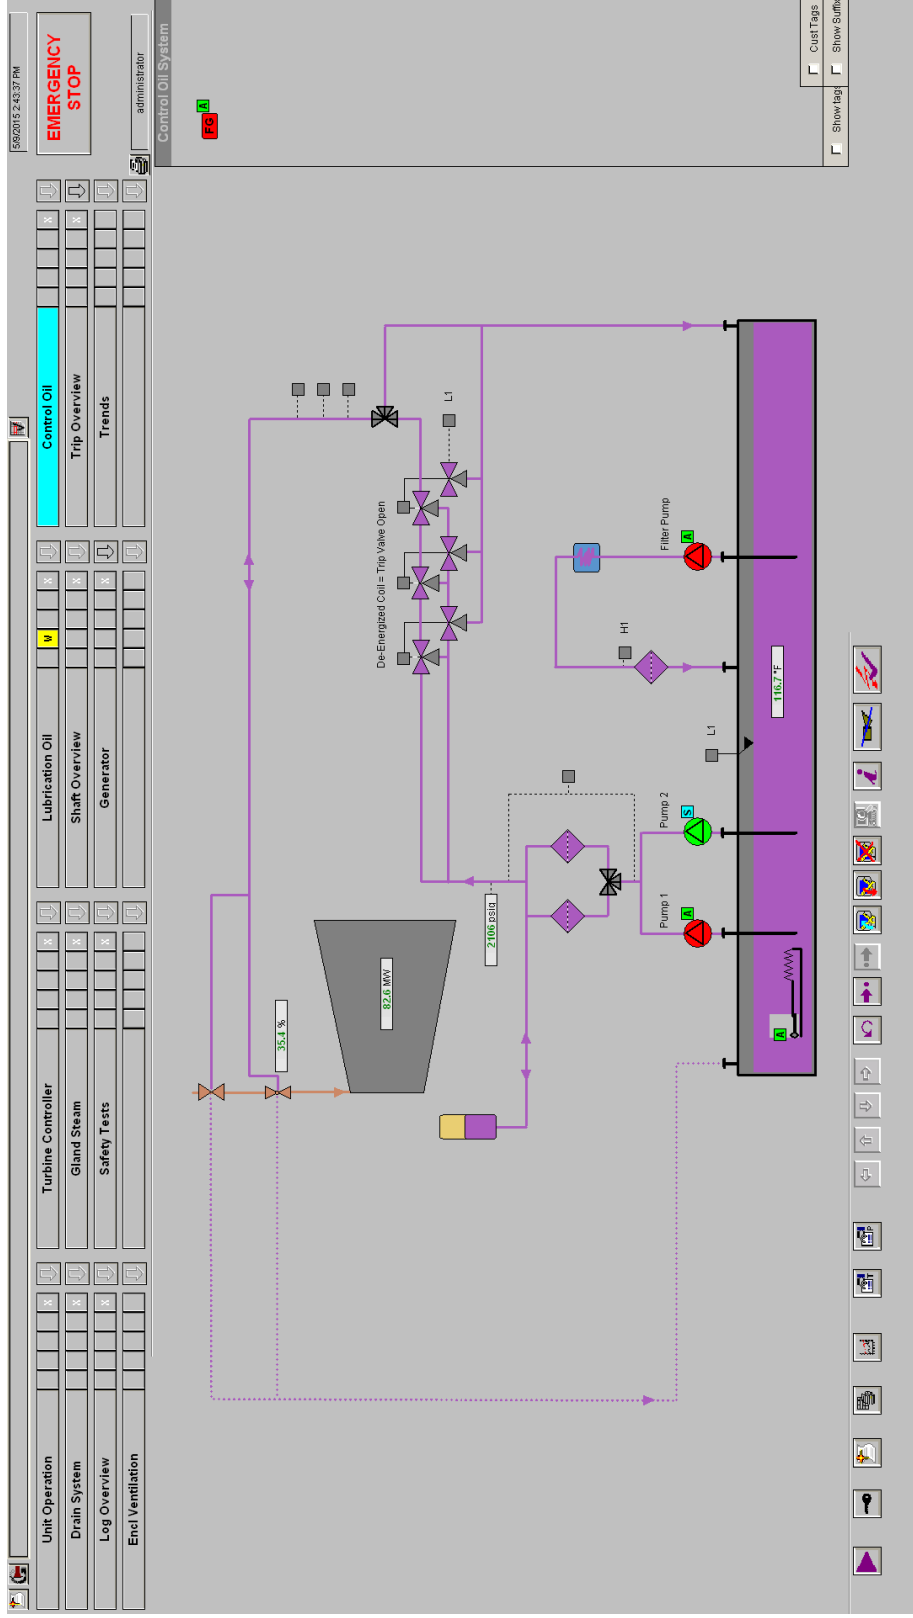 5/9/2015 2:43:37 PM
Unit Operation
X
Turbine Controller
X
Lubrication Oil
W
X
Control Oil
X
EMERGENCY
STOP
Drain System
X
Gland Steam
X
Shaft Overview
X
Trip Overview
X
Log Overview
X
Safety Tests
X
Generator
X
Trends
Encl Ventilation
administrator
Control Oil System
FG
A
35.4 %
82.6 MW
De-Energized Coil = Trip Valve Open
L1
2106 psig
H1
Pump 1
A
Pump 2
S
Filter Pump
A
L1
A
116.7 °F
Cust Tags
Show tags
Show Suffix